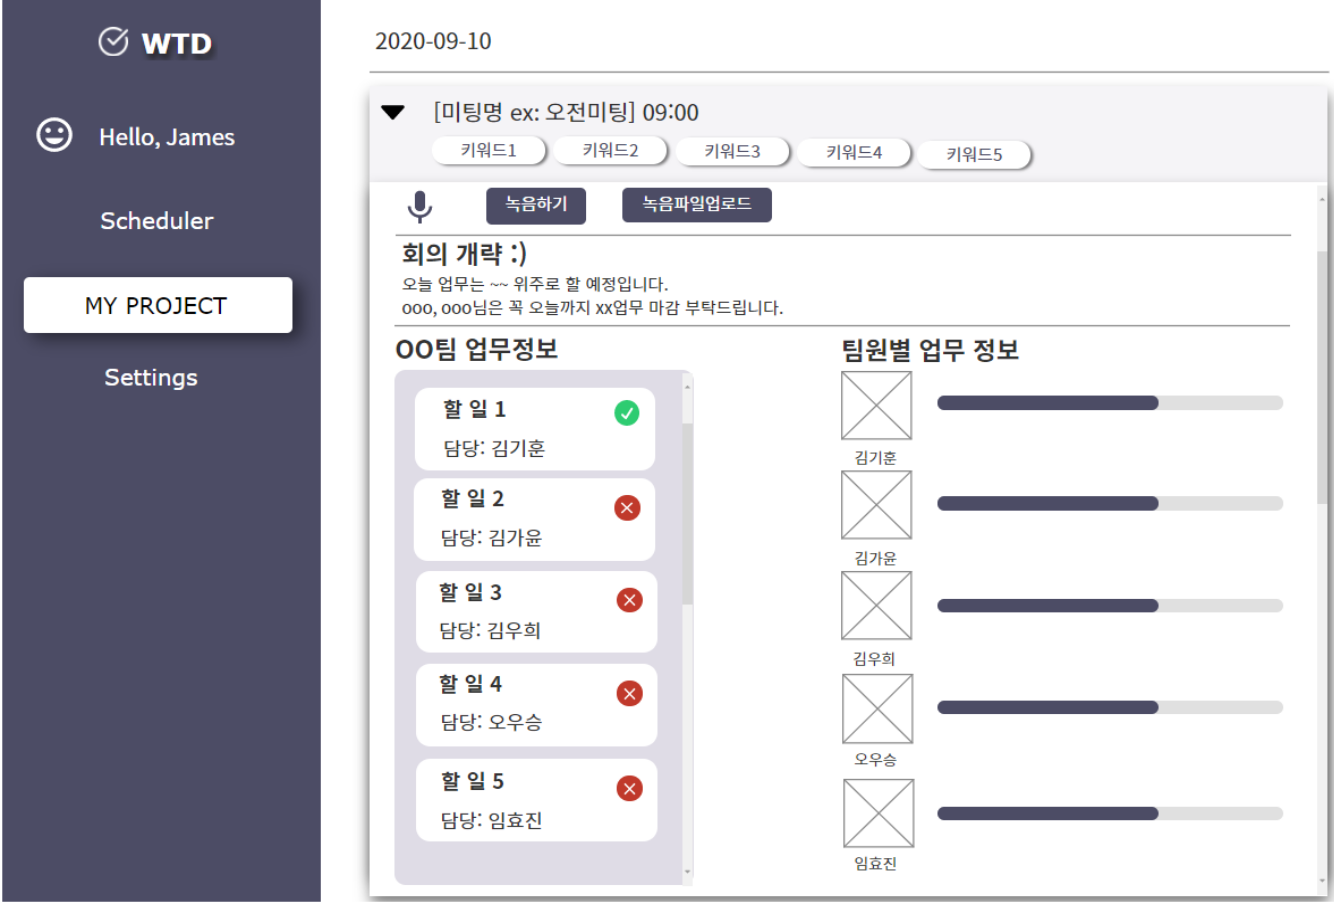 WTD
Hello, James
Scheduler
MY PROJECT
Settings
2020-09-10
[미팅명 ex: 오전미팅] 09:00
키워드1 키워드2 키워드3 키워드4 키워드5
녹음하기 녹음파일업로드
회의 개략 :)
오늘 업무는 ~~ 위주로 할 예정입니다.
ooo, ooo님은 꼭 오늘까지 xx업무 마감 부탁드립니다.
OO팀 업무정보
할 일 1
담당: 김기훈
할 일 2
담당: 김가윤
할 일 3
담당: 김우희
할 일 4
담당: 오우승
할 일 5
담당: 임효진
팀원별 업무 정보
김기훈
김가윤
김우희
오우승
임효진